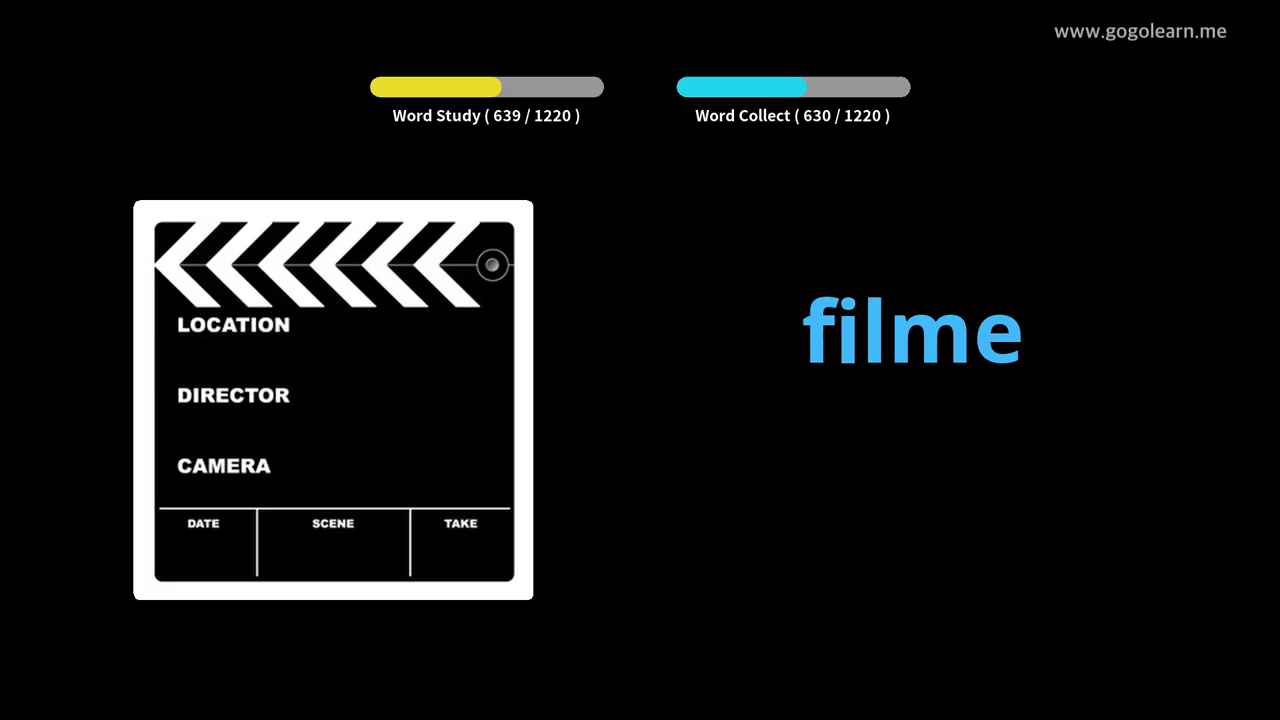 www.gogolearn.me
Word Study ( 639 / 1220 )
Word Collect ( 630 / 1220 )
LOCATION
DIRECTOR
CAMERA
DATE
SCENE
TAKE
filme